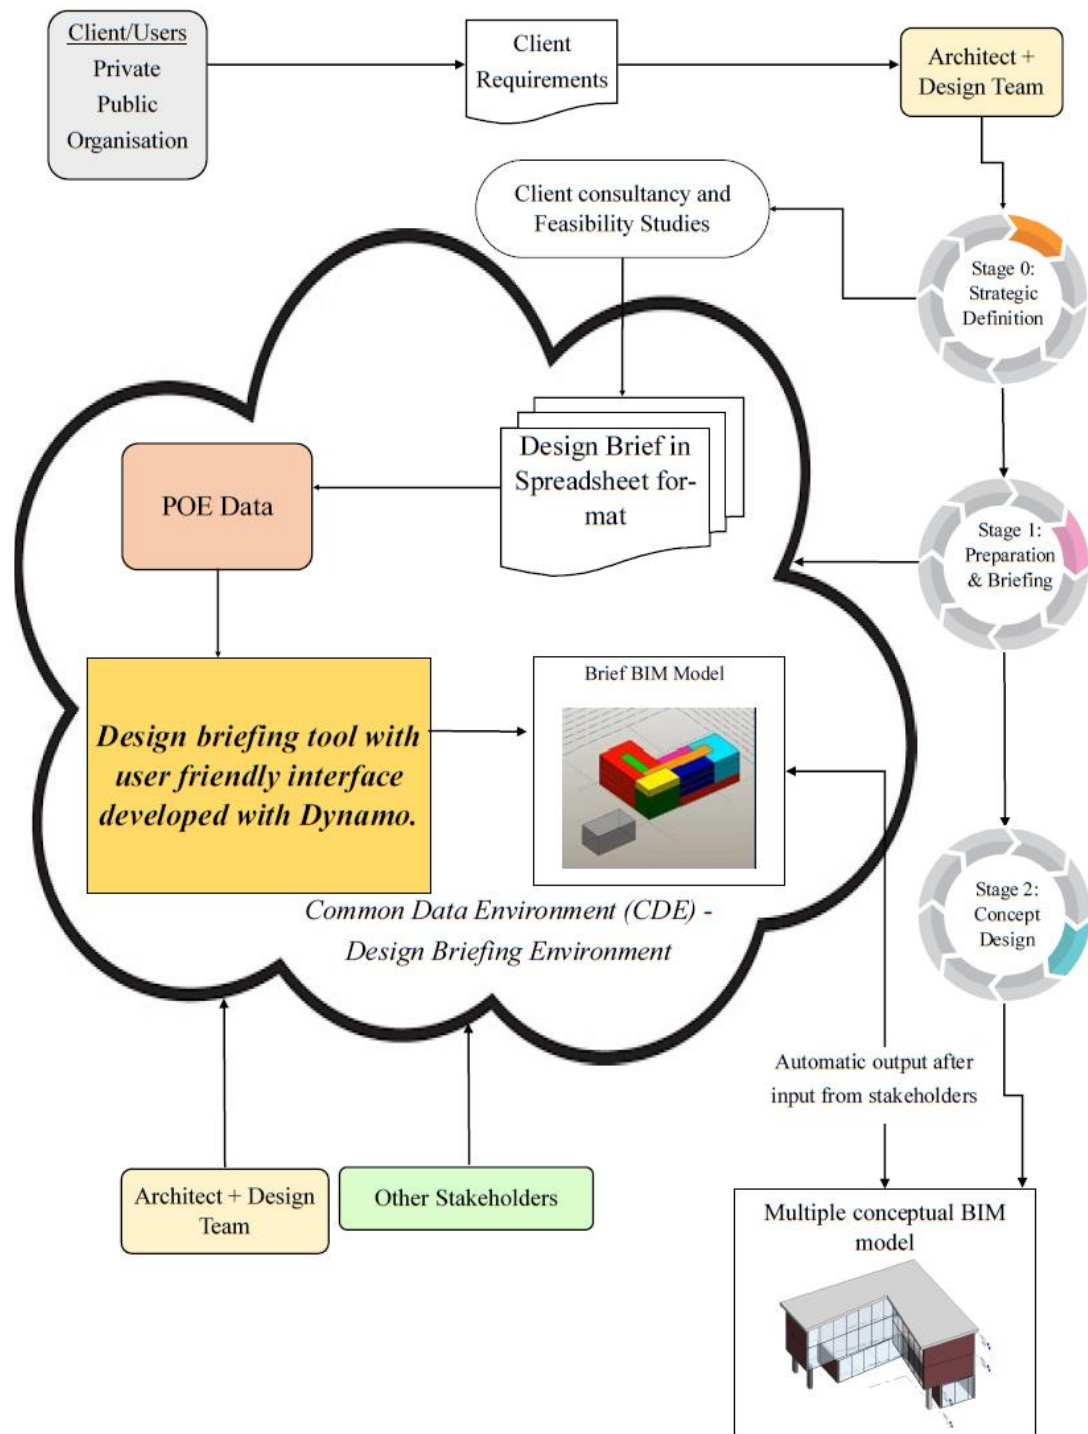 Client/Users
Private
Public
Organisation
Client
Requirements
Architect +
Design Team
Client consultancy and
Feasibility Studies
Stage 0:
Strategic
Definition
Design Brief in
Spreadsheet for-
mat
POE Data
Stage 1:
Preparation
& Briefing
Design briefing tool with
user friendly interface
developed with Dynamo.
Brief BIM Model
Common Data Environment (CDE) -
Design Briefing Environment
Stage 2:
Concept
Design
Automatic output after
input from stakeholders
Architect + Design
Team
Other Stakeholders
Multiple conceptual BIM
model